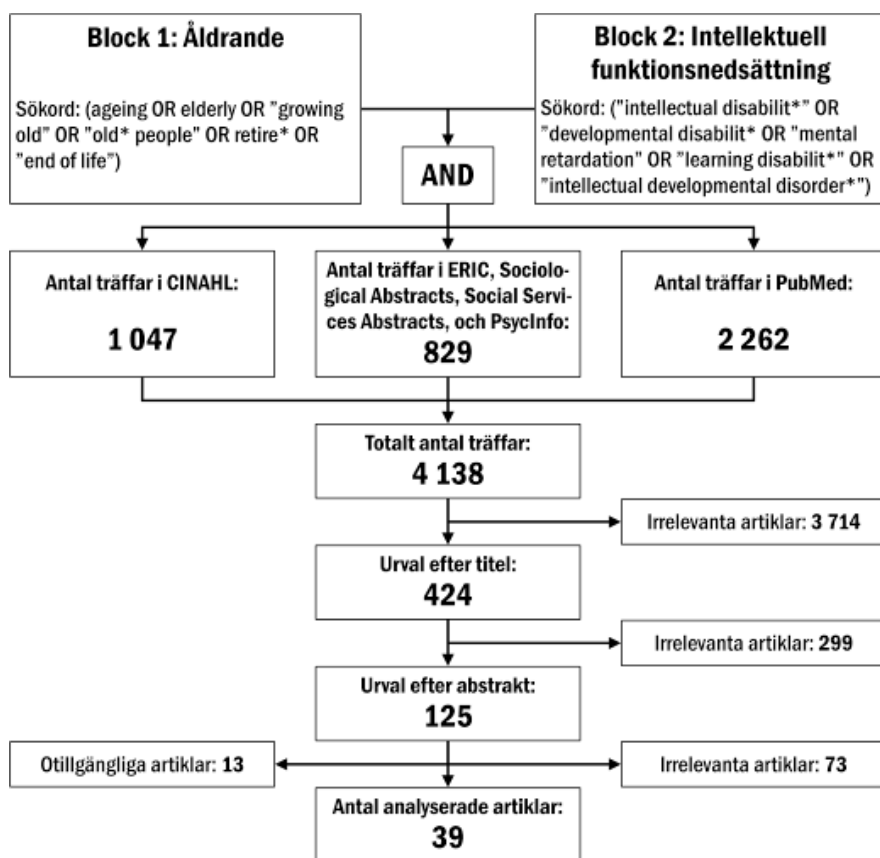 Block 1: Åldrande
Sökord: (ageing OR elderly OR ”growing
old” OR ”old* people” OR retire* OR
”end of life”)
Block 2: Intellektuell
funktionsnedsättning
Sökord: (”intellectual disabilit*” OR
”developmental disabilit* OR ”mental
retardation” OR ”learning disabilit*” OR
”intellectual developmental disorder*”)
AND
Antal träffar i CINAHL:
1 047
Antal träffar i ERIC, Sociolo-
gical Abstracts, Social Servi-
ces Abstracts, och PsycInfo:
829
Antal träffar i PubMed:
2 262
Totalt antal träffar:
4 138
Irrelevanta artiklar: 3 714
Urval efter titel:
424
Irrelevanta artiklar: 299
Urval efter abstrakt:
125
Otillgängliga artiklar: 13
Irrelevanta artiklar: 73
Antal analyserade artiklar:
39